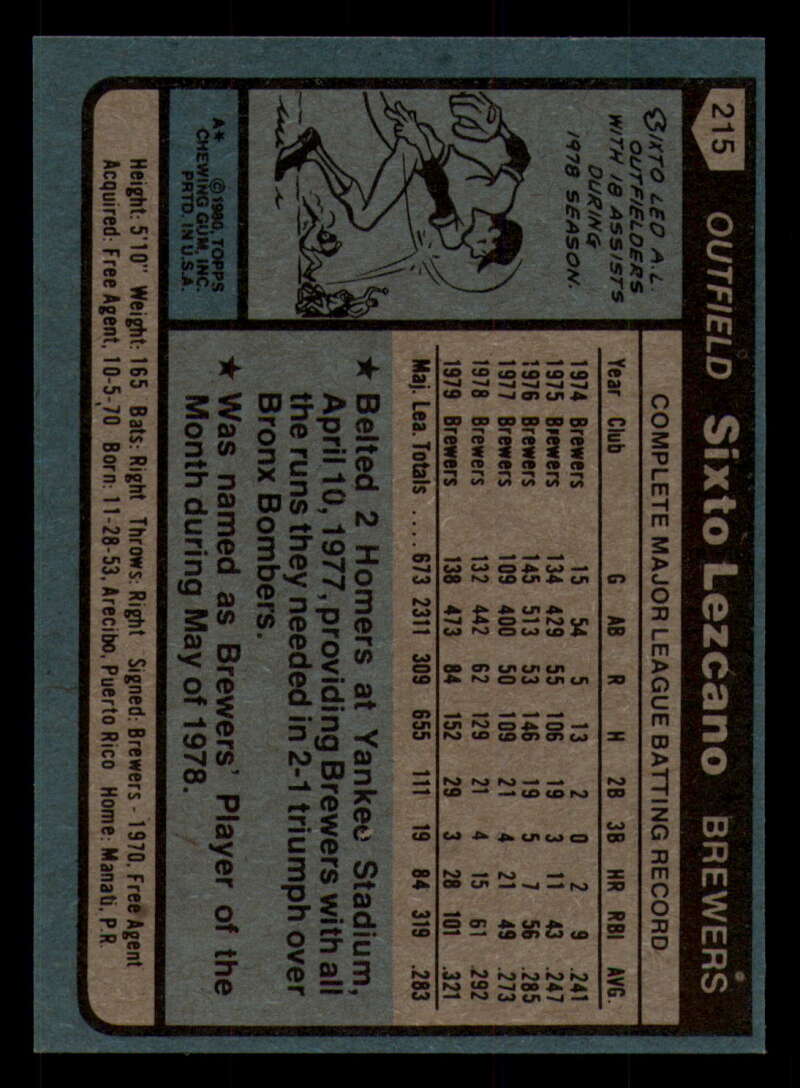 215 OUTFIELD Sixto Lezcano BREWERS
SIXTO LED A.L.
OUTFIELDERS
WITH 18 ASSISTS
DURING
1978 SEASON.
A* © 1980, TOPPS
CHEWING GUM, INC.
PRTD. IN U.S.A.
COMPLETE MAJOR LEAGUE BATTING RECORD
Year Club G AB R H 2B 3B HR RBI AVG.
1974 Brewers 15 54 5 13 2 0 2 9 .241
1975 Brewers 134 429 55 106 19 3 11 43 .247
1976 Brewers 145 513 53 146 19 5 7 56 .285
1977 Brewers 109 400 50 109 21 4 21 49 .273
1978 Brewers 132 442 62 129 21 4 15 61 .292
1979 Brewers 138 473 84 152 29 3 28 101 .321
Maj. Lea. Totals .... 673 2311 309 655 111 19 84 319 .283
★ Belted 2 Homers at Yankee Stadium,
April 10, 1977, providing Brewers with all
the runs they needed in 2-1 triumph over
Bronx Bombers.
★ Was named as Brewers' Player of the
Month during May of 1978.
Height: 5'10" Weight: 165 Bats: Right Throws: Right Signed: Brewers - 1970, Free Agent
Acquired: Free Agent, 10-5-70 Born: 11-28-53, Arecibo, Puerto Rico Home: Manati, P.R.